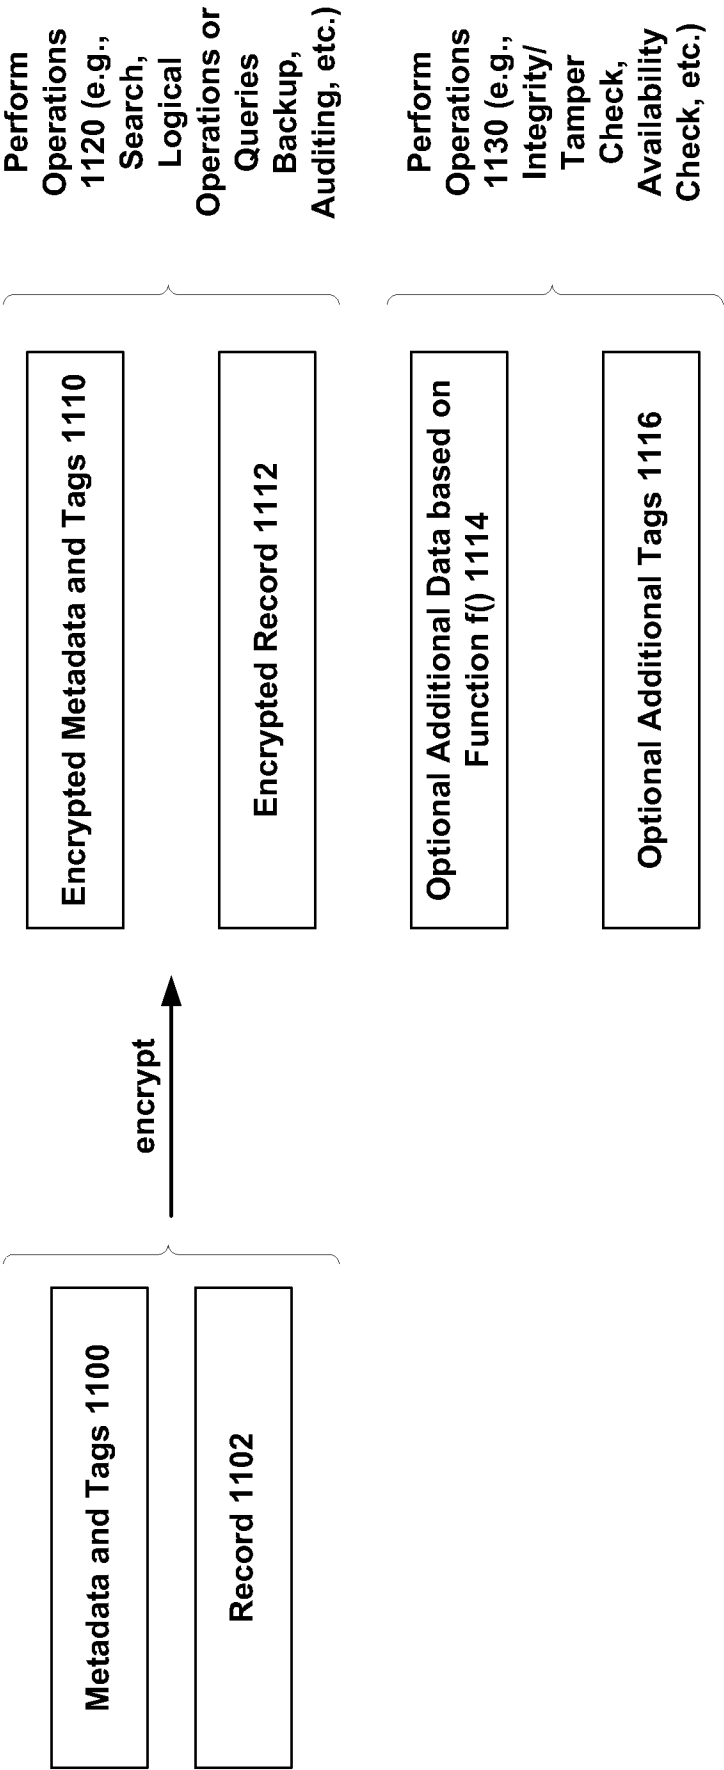 Metadata and Tags 1100
Record 1102
encrypt
Encrypted Metadata and Tags 1110
Encrypted Record 1112
Optional Additional Data based on
Function f() 1114
Optional Additional Tags 1116
Perform
Operations
1120 (e.g.,
Search,
Logical
Operations or
Queries
Backup,
Auditing, etc.)
Perform
Operations
1130 (e.g.,
Integrity/
Tamper
Check,
Availability
Check, etc.)